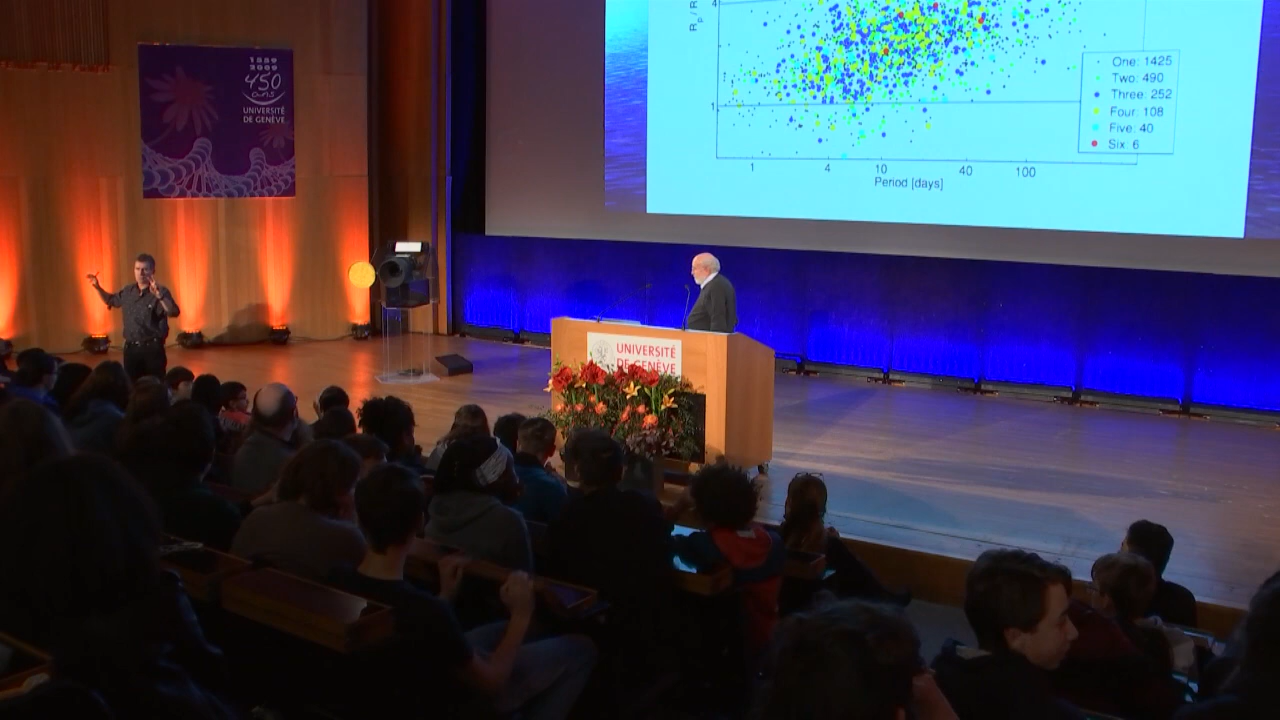 1559
2009
450
ans
UNIVERSITÉ
DE GENÈVE
4
1
1
4
10
40
100
Period [days]
One: 1425
Two: 490
Three: 252
Four: 108
Five: 40
Six: 6
UNIVERSITÉ
DE GENÈVE